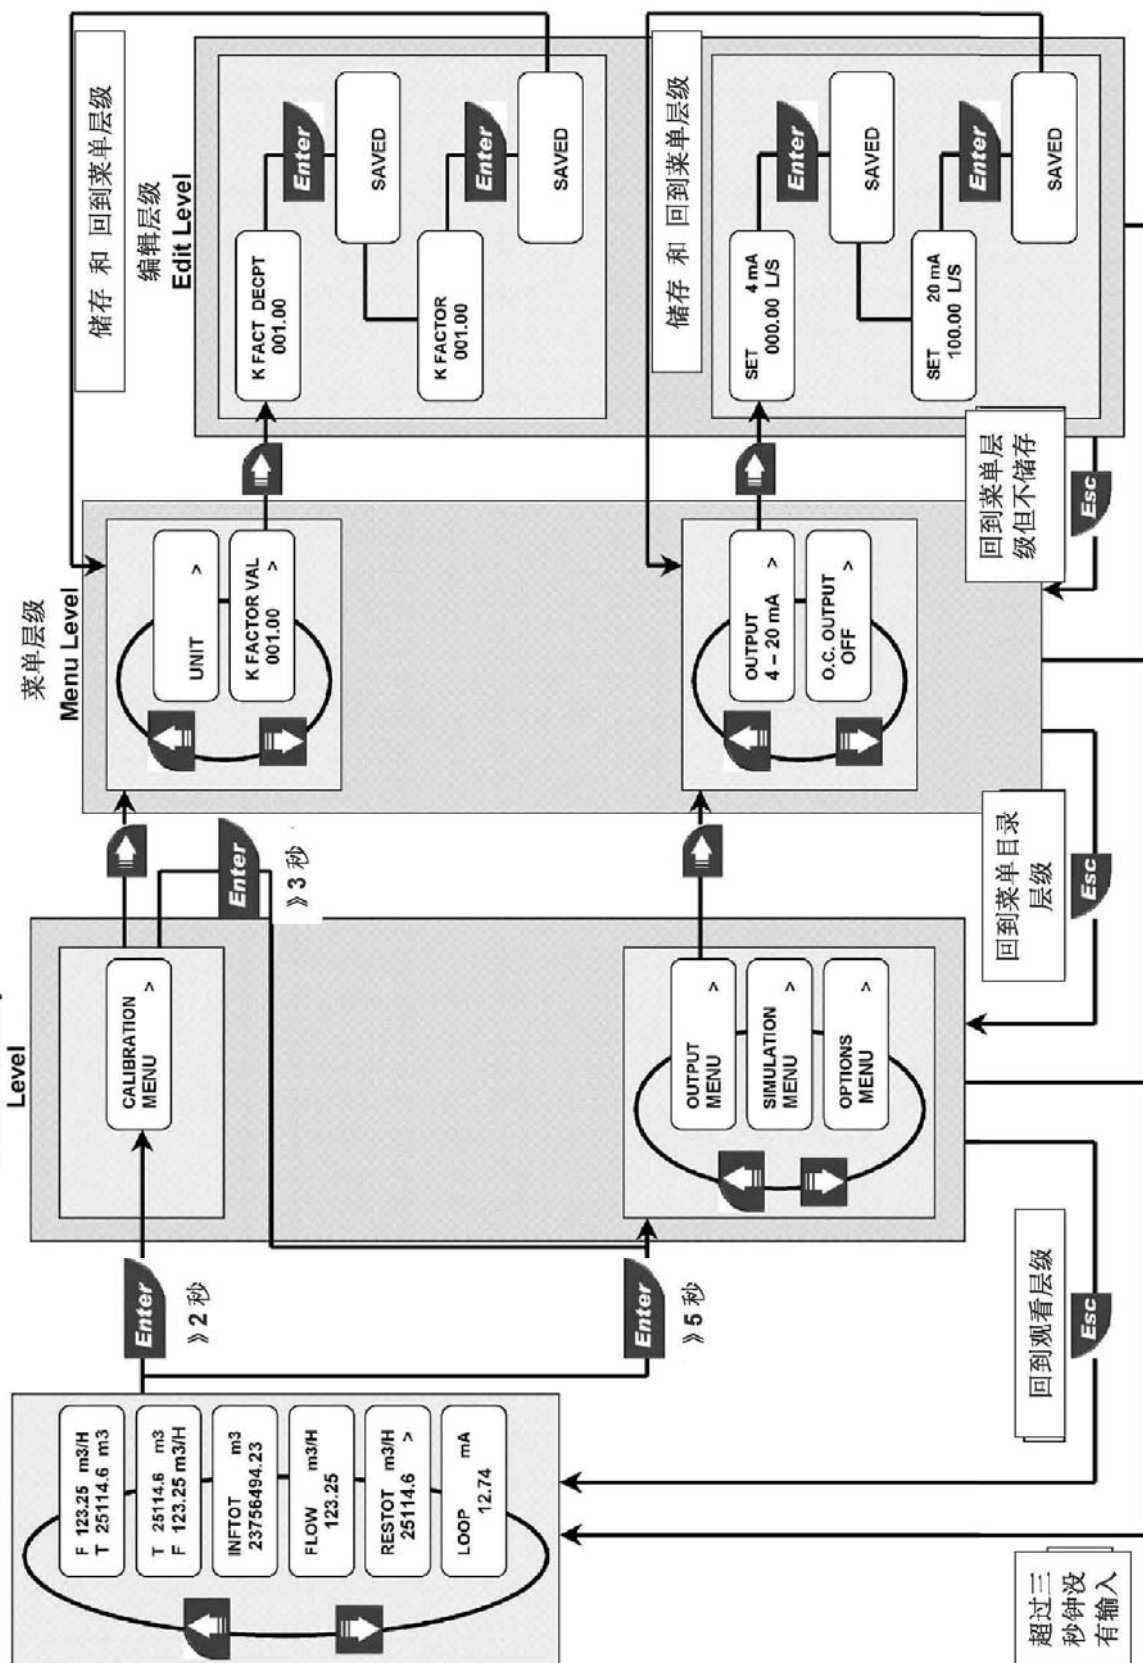 F 123.25 m3/H
T 25114.6 m3
T 25114.6 m3
F 123.25 m3/H
INFTOT m3
23756494.23
FLOW m3/H
123.25
RESTOT m3/H
25114.6 >
LOOP mA
12.74
Enter
》2 秒
Enter
》5 秒
Level
CALIBRATION
MENU >
Enter
》3 秒
OUTPUT
MENU >
SIMULATION
MENU >
OPTIONS
MENU >
菜单层级
Menu Level
UNIT >
K FACTOR VAL
001.00 >
OUTPUT
4 – 20 mA >
O.C. OUTPUT
OFF >
储存 和 回到菜单层级
编辑层级
Edit Level
K FACT DECPT
001.00
Enter
SAVED
K FACTOR
001.00
Enter
SAVED
储存 和 回到菜单层级
SET 4 mA
000.00 L/S
Enter
SAVED
SET 20 mA
100.00 L/S
Enter
SAVED
超过三
秒钟没
有输入
回到观看层级
Esc
回到菜单目录
层级
Esc
回到菜单层
级但不储存
Esc